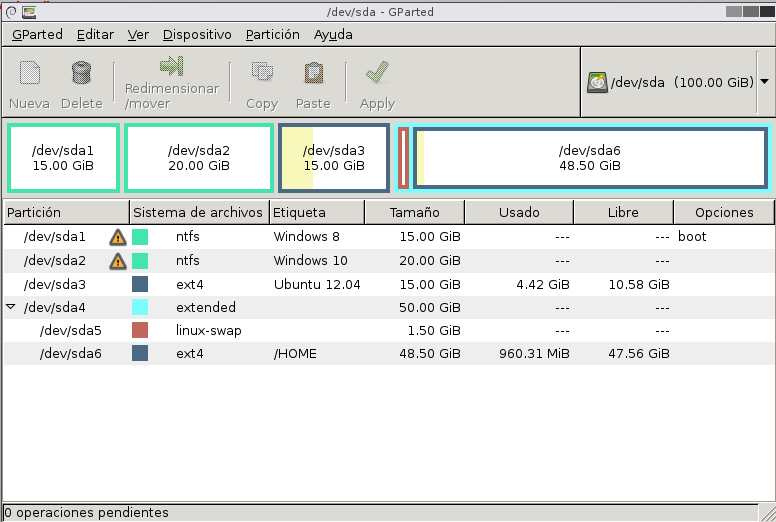 /dev/sda - GParted
GParted Editar Ver Dispositivo Partición Ayuda
Nueva Delete Redimensionar /mover Copy Paste Apply /dev/sda (100.00 GiB)
/dev/sda1
15.00 GiB
/dev/sda2
20.00 GiB
/dev/sda3
15.00 GiB
/dev/sda6
48.50 GiB
Partición Sistema de archivos Etiqueta Tamaño Usado Libre Opciones
/dev/sda1 ntfs Windows 8 15.00 GiB --- --- boot
/dev/sda2 ntfs Windows 10 20.00 GiB --- ---
/dev/sda3 ext4 Ubuntu 12.04 15.00 GiB 4.42 GiB 10.58 GiB
/dev/sda4 extended 50.00 GiB --- ---
/dev/sda5 linux-swap 1.50 GiB --- ---
/dev/sda6 ext4 /HOME 48.50 GiB 960.31 MiB 47.56 GiB
0 operaciones pendientes